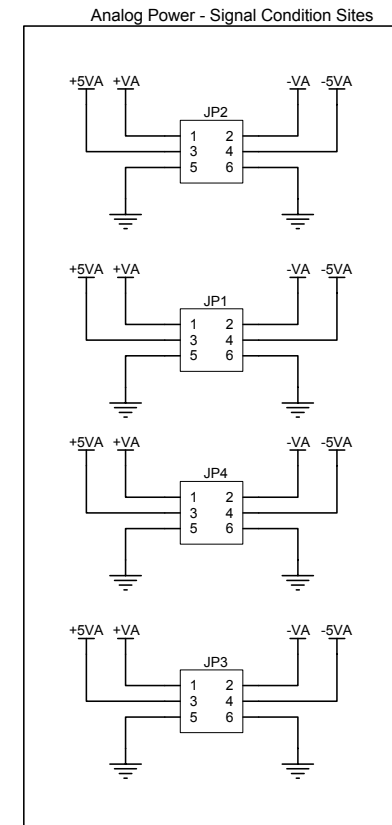 Analog Power - Signal Condition Sites
+5VA +VA -VA -5VA
JP2
1 2
3 4
5 6
+5VA +VA -VA -5VA
JP1
1 2
3 4
5 6
+5VA +VA -VA -5VA
JP4
1 2
3 4
5 6
+5VA +VA -VA -5VA
JP3
1 2
3 4
5 6